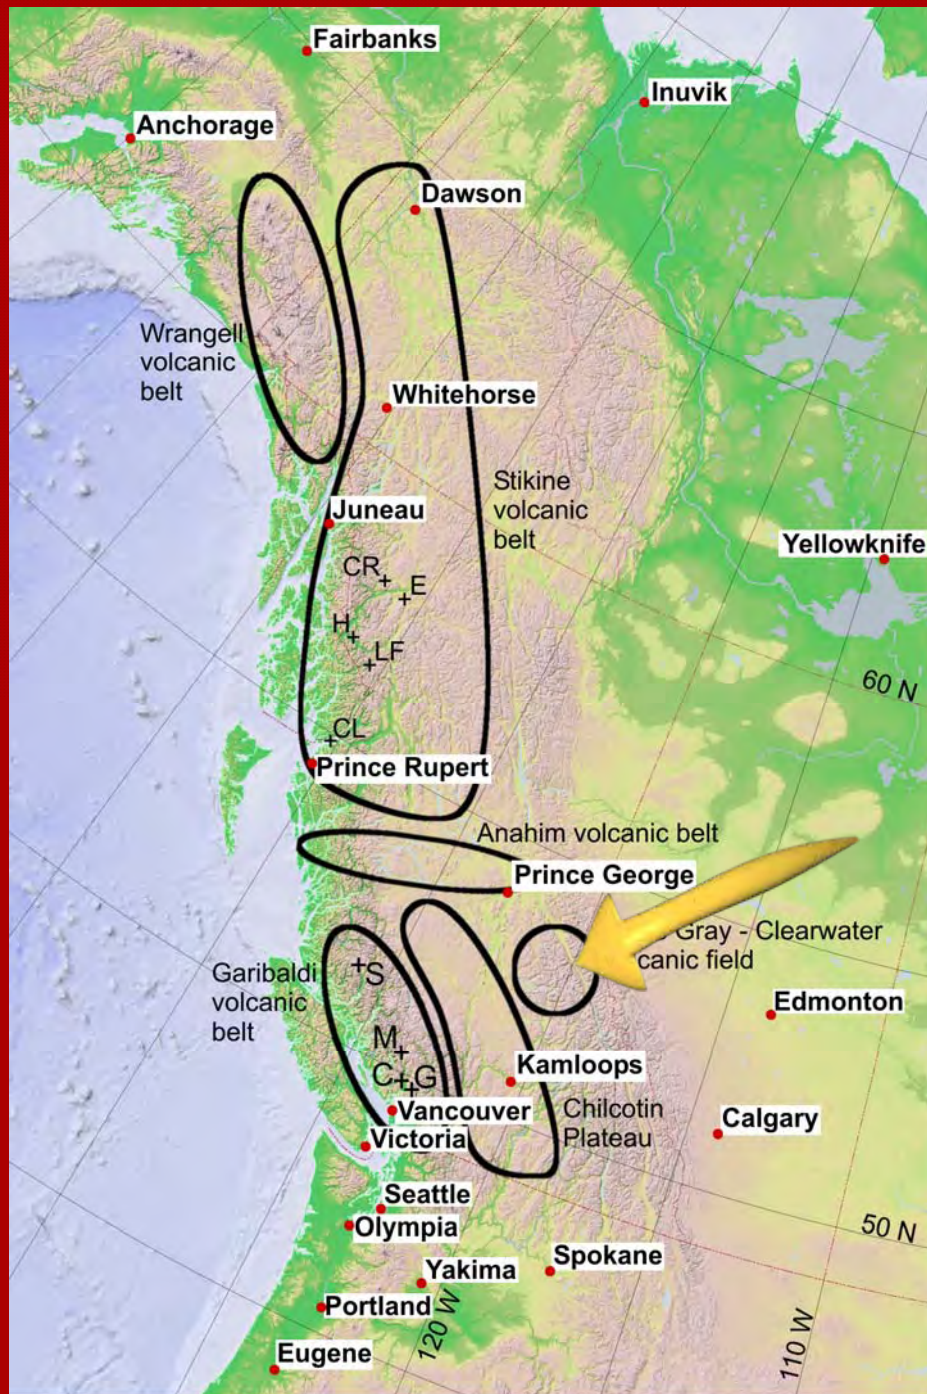 Fairbanks
Inuvik
Anchorage
Dawson
Wrangell
volcanic
belt
Whitehorse
Stikine
volcanic
belt
Juneau
Yellowknife
CR
E
H
LF
60 N
CL
Prince Rupert
Anahim volcanic belt
Prince George
Gray - Clearwater
field
Garibaldi
volcanic
belt
S
Edmonton
M
C
G
Kamloops
Vancouver
Chilcotin
Plateau
Calgary
Victoria
Seattle
Olympia
50 N
Yakima
Spokane
Portland
120 W
110 W
Eugene